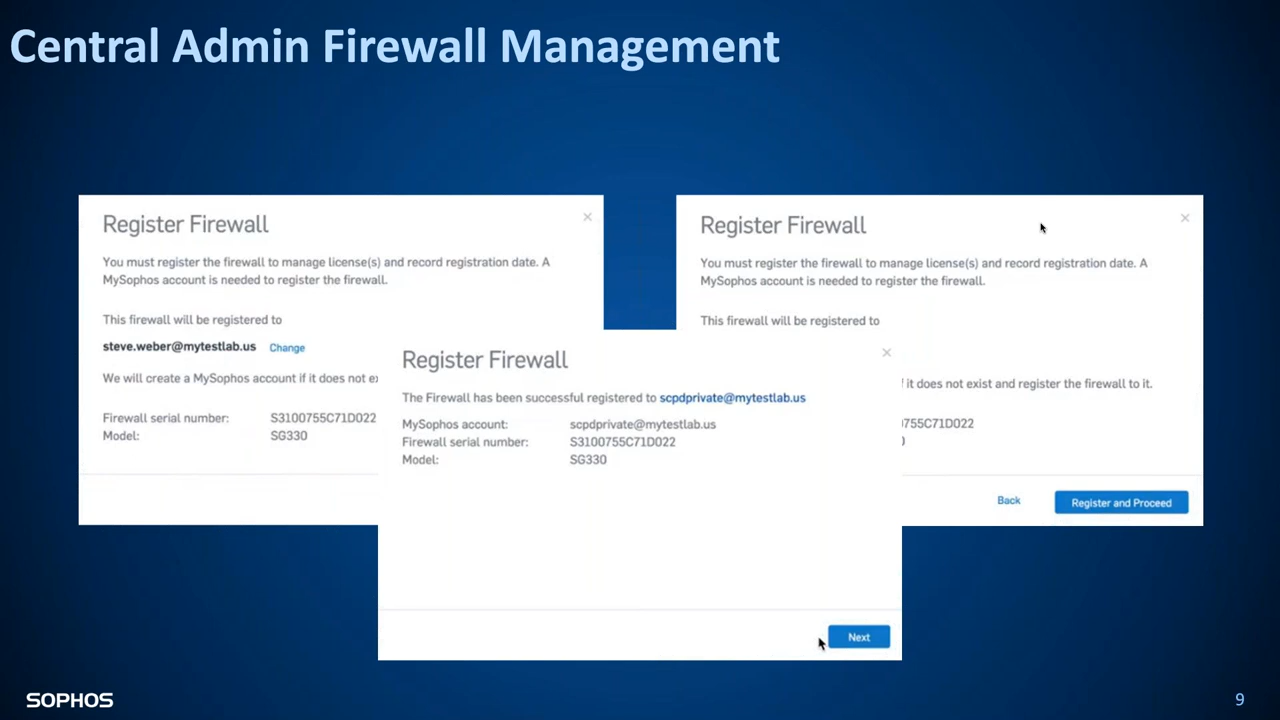 Central Admin Firewall Management
Register Firewall
×
You must register the firewall to manage license(s) and record registration date. A
MySophos account is needed to register the firewall.
This firewall will be registered to
steve.weber@mytestlab.us Change
We will create a MySophos account if it does not ex
Firewall serial number: S3100755C71D022
Model: SG330
Register Firewall
×
You must register the firewall to manage license(s) and record registration date. A
MySophos account is needed to register the firewall.
This firewall will be registered to
it does not exist and register the firewall to it.
755C71D022
Back Register and Proceed
Register Firewall
×
The Firewall has been successful registered to scpdprivate@mytestlab.us
MySophos account: scpdprivate@mytestlab.us
Firewall serial number: S3100755C71D022
Model: SG330
Next
SOPHOS
9